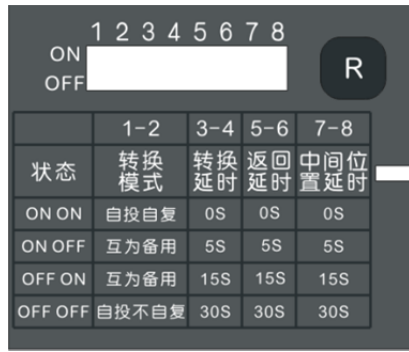 1 2 3 4 5 6 7 8
ON
OFF
R
1-2 3-4 5-6 7-8
状态 转换模式 转换延时 返回延时 中间位置延时
ON ON 自投自复 0S 0S 0S
ON OFF 互为备用 5S 5S 5S
OFF ON 互为备用 15S 15S 15S
OFF OFF 自投不自复 30S 30S 30S